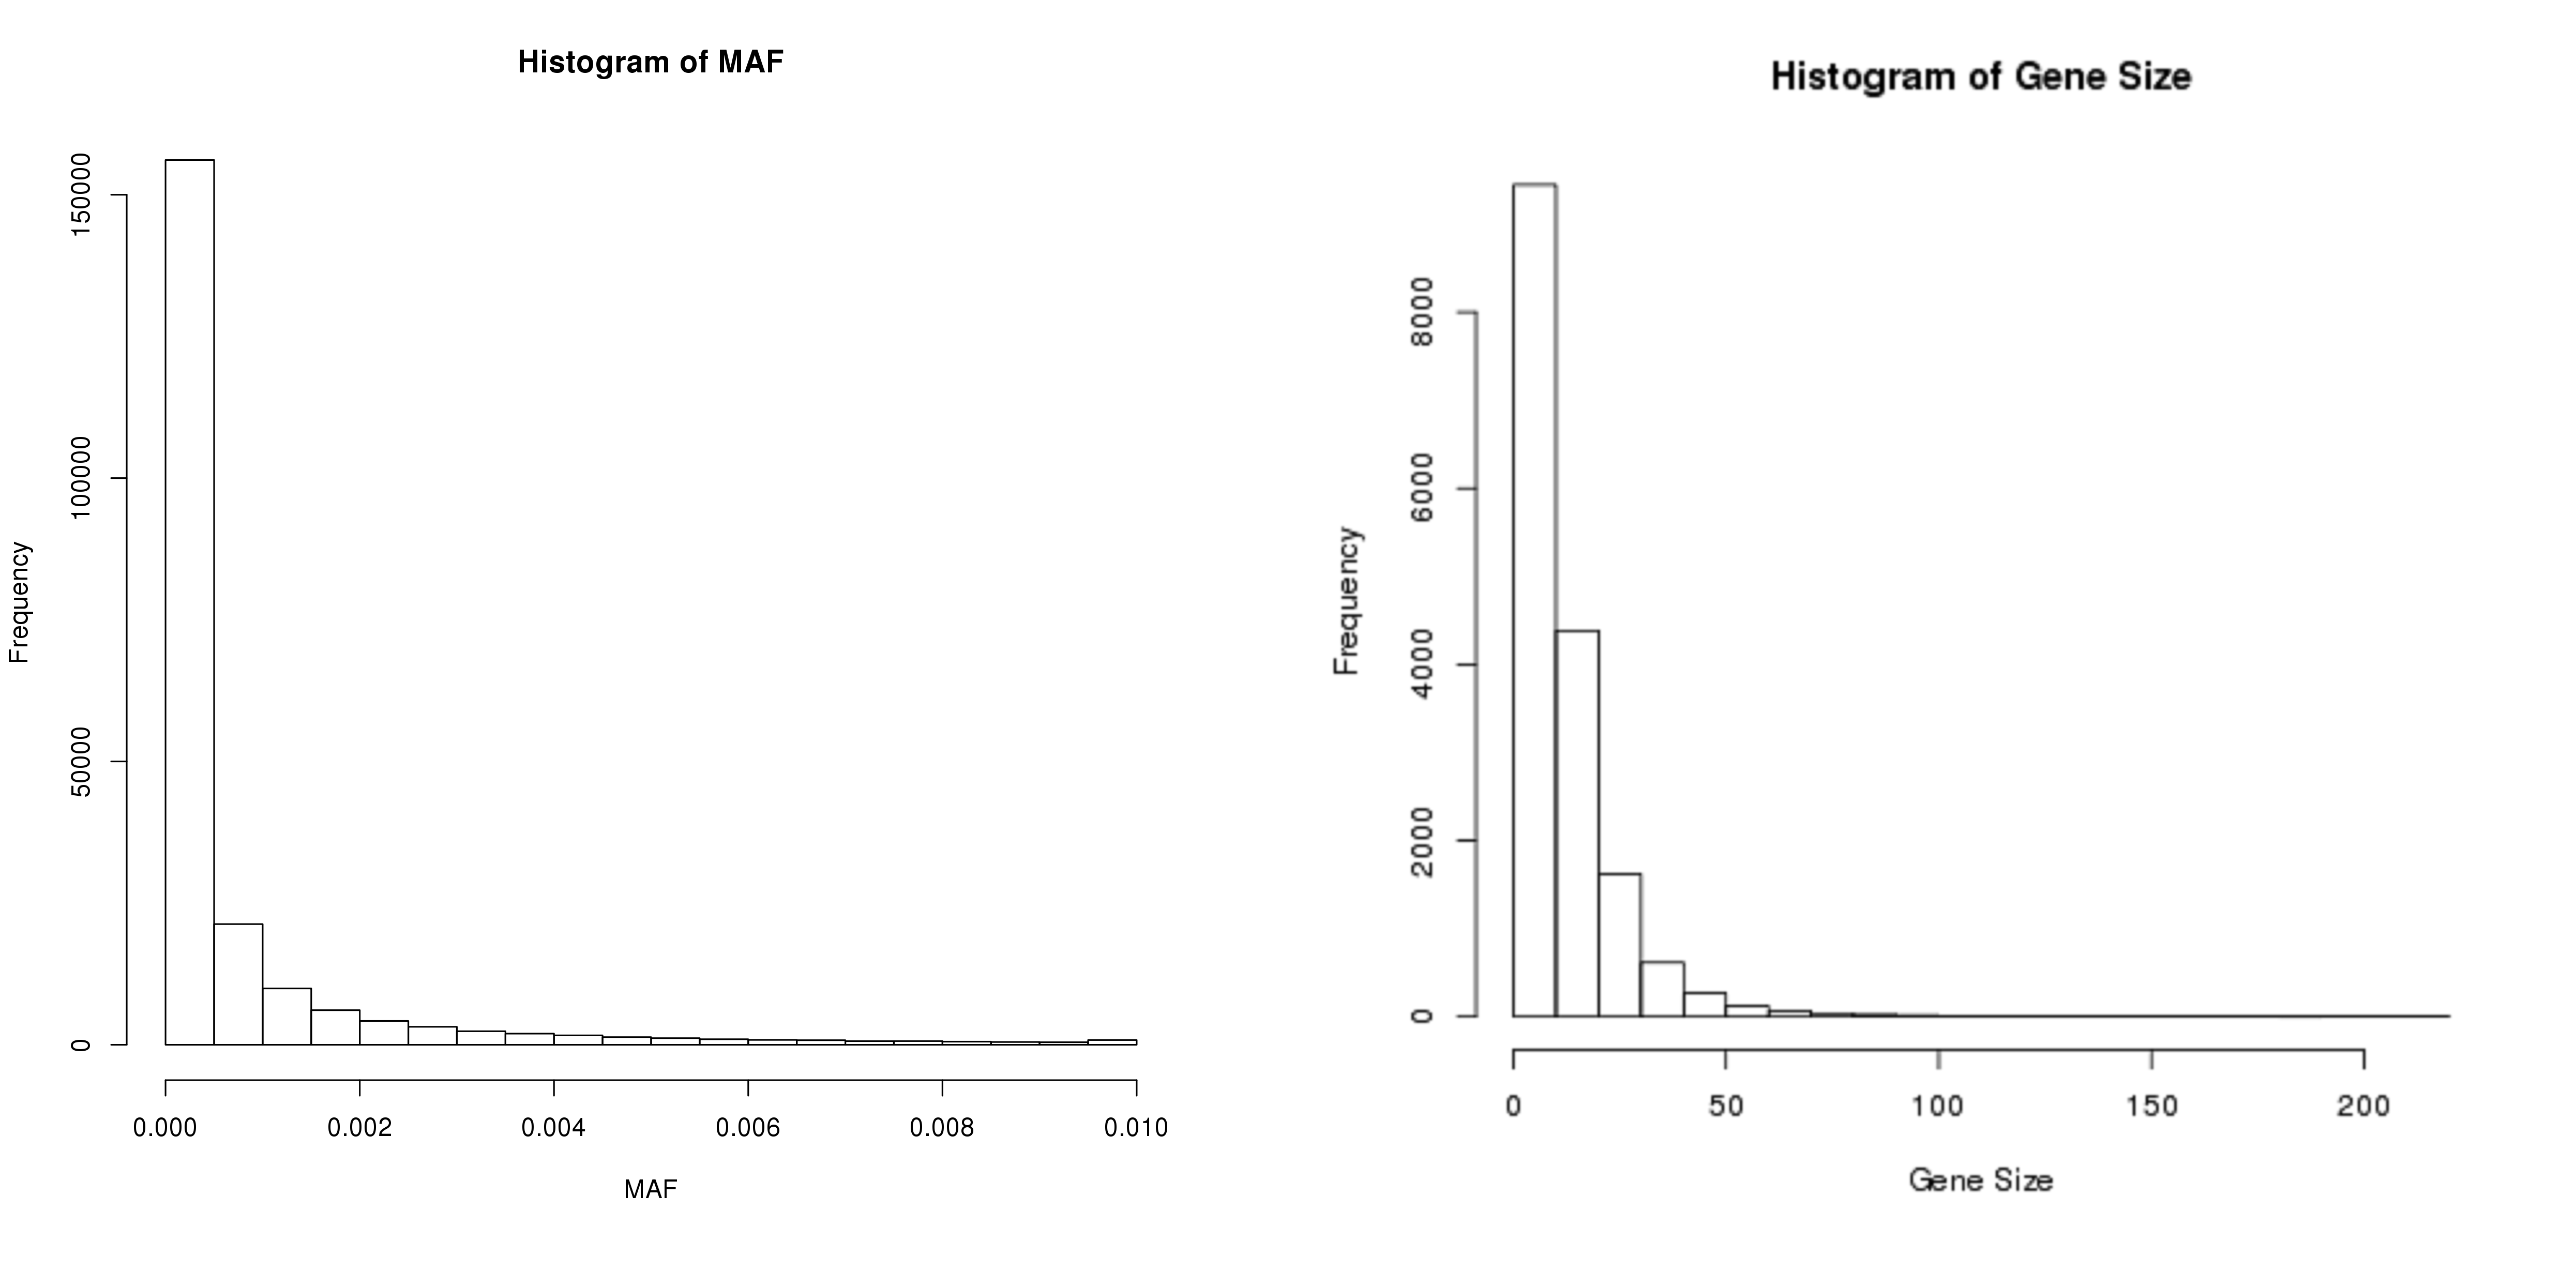 Histogram of MAF
Frequency
150000
100000
50000
0
0.000 0.002 0.004 0.006 0.008 0.010
MAF
Histogram of Gene Size
Frequency
8000
6000
4000
2000
0
0 50 100 150 200
Gene Size